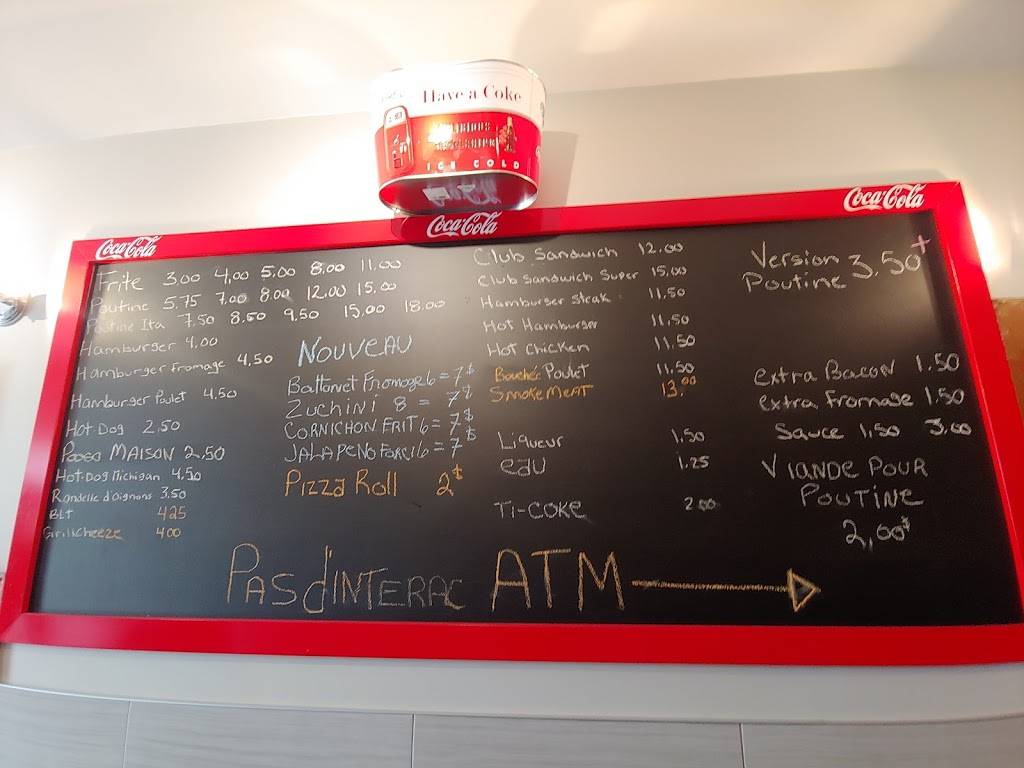 Have a Coke
ICE COLD
Coca-Cola
Coca-Cola
Coca-Cola
Frite 3.00 4,00 5.00 8.00 11.00
Poutine 5.75 7.00 8.00 12.00 15.00
Poutine Ita 7.50 8.50 9.50 15.00 18.00
Hamburger 4.00
Hamburger Fromage 4,50
Hamburger Poulet 4.50
Hot-Dog 2.50
Pogo MAISON 2.50
Hot-Dog Michigan 4.50
Rondelle d'oignons 3.50
BLT 425
Grillcheeze 400
NOUVEAU
Battonet Fromage 6 = 7$
Zuchini 8 = 7$
CORNICHON FRIT 6 = 7$
JALAPENO 6 = 7$
Pizza Roll 2$
Club Sandwich 12.00
Club Sandwich Super 15,00
Hamburger Steak 11,50
Hot Hamburger 11.50
Hot Chicken 11.50
Bouché Poulet 11.50
SMOKEMEAT 13.00
Liqueur 1.50
eau 1.25
Ti-COKE 2.00
Version Poutine 3.50+
extra Bacon 1.50
extra Fromage 1.50
Sauce 1,50 3,00
VIANDE POUR
POUTINE
2,00$
PAS d'INTERAC ATM